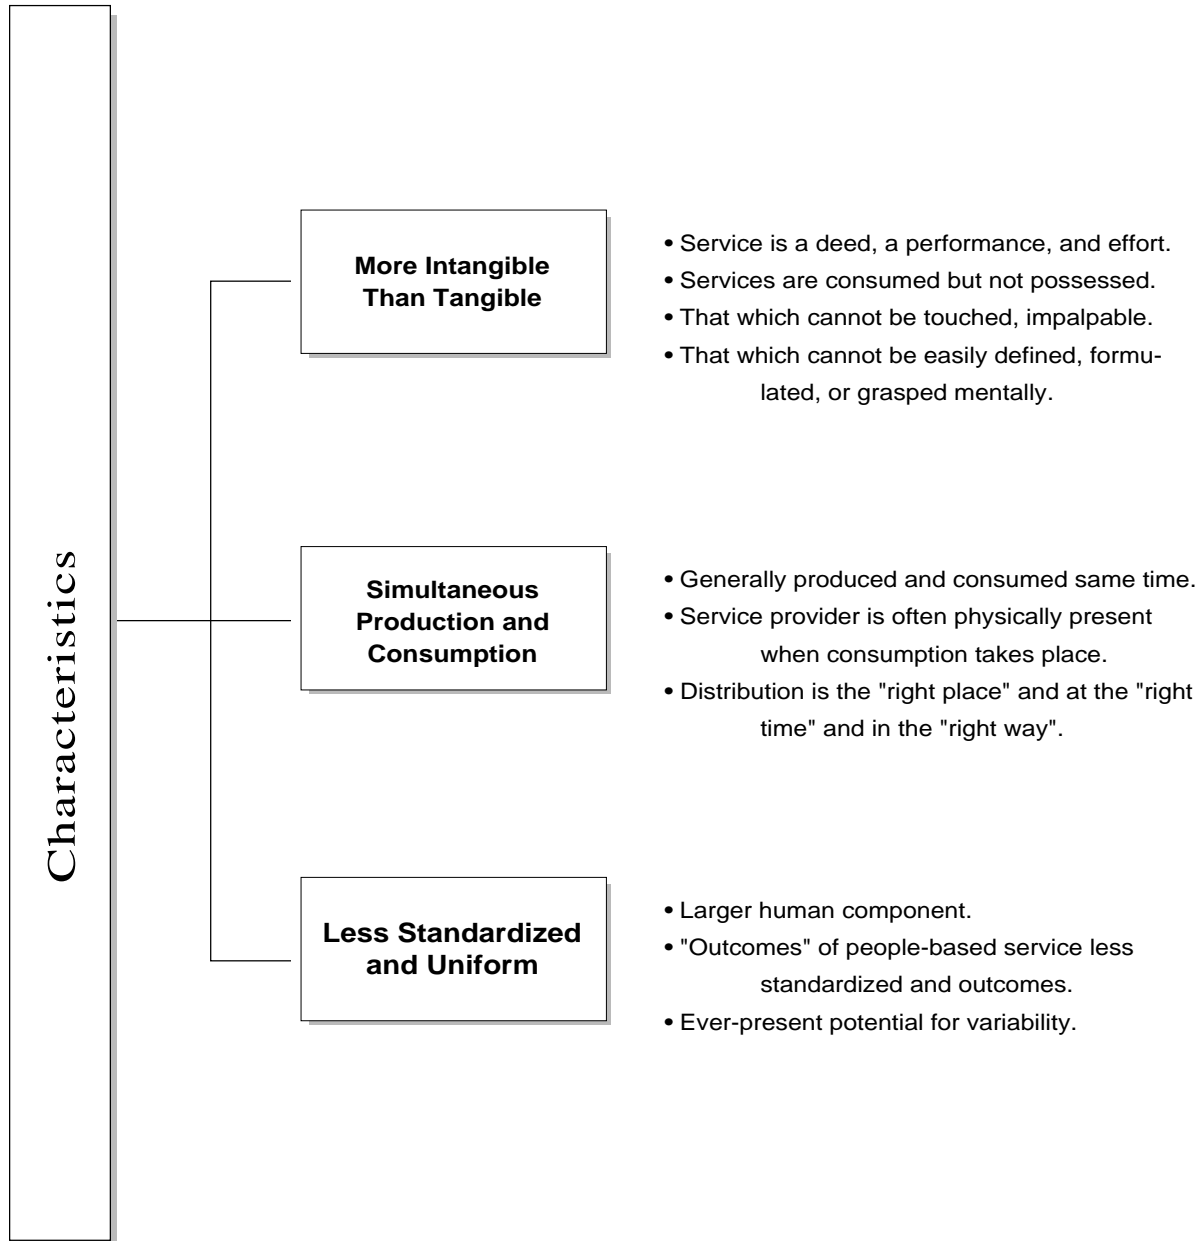 Characteristics
More Intangible
Than Tangible
• Service is a deed, a performance, and effort.
• Services are consumed but not possessed.
• That which cannot be touched, impalpable.
• That which cannot be easily defined, formu-
lated, or grasped mentally.
Simultaneous
Production and
Consumption
• Generally produced and consumed same time.
• Service provider is often physically present
when consumption takes place.
• Distribution is the "right place" and at the "right
time" and in the "right way".
Less Standardized
and Uniform
• Larger human component.
• "Outcomes" of people-based service less
standardized and outcomes.
• Ever-present potential for variability.